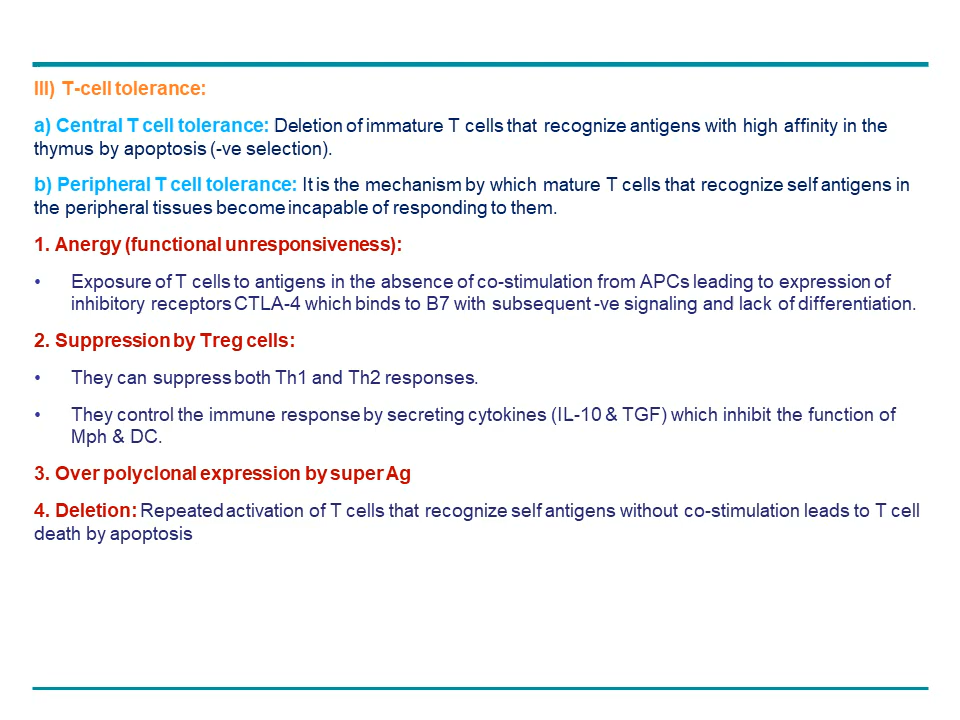 III) T-cell tolerance:
a) Central T cell tolerance: Deletion of immature T cells that recognize antigens with high affinity in the
thymus by apoptosis (-ve selection).
b) Peripheral T cell tolerance: It is the mechanism by which mature T cells that recognize self antigens in
the peripheral tissues become incapable of responding to them.
1. Anergy (functional unresponsiveness):
• Exposure of T cells to antigens in the absence of co-stimulation from APCs leading to expression of
inhibitory receptors CTLA-4 which binds to B7 with subsequent -ve signaling and lack of differentiation.
2. Suppression by Treg cells:
• They can suppress both Th1 and Th2 responses.
• They control the immune response by secreting cytokines (IL-10 & TGF) which inhibit the function of
Mph & DC.
3. Over polyclonal expression by super Ag
4. Deletion: Repeated activation of T cells that recognize self antigens without co-stimulation leads to T cell
death by apoptosis